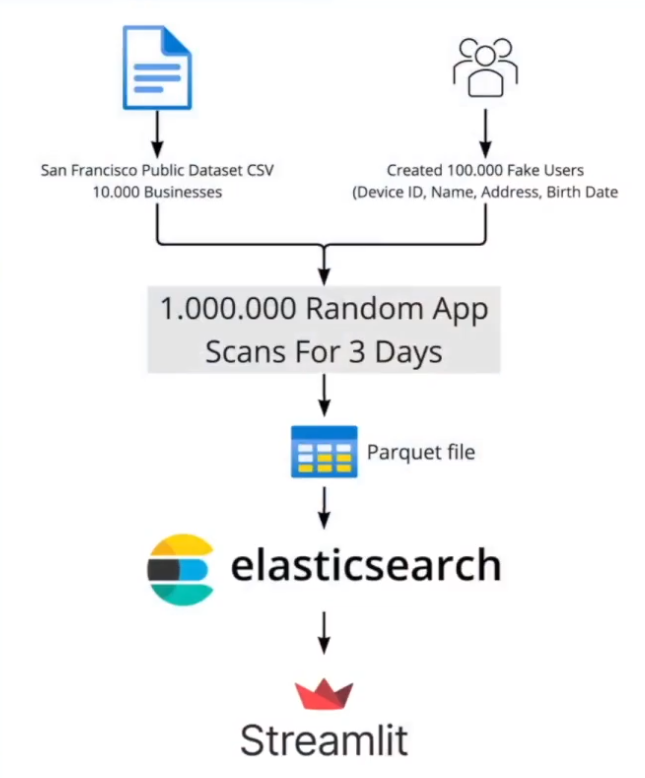 San Francisco Public Dataset CSV
10.000 Businesses
Created 100.000 Fake Users
(Device ID, Name, Address, Birth Date
1.000.000 Random App
Scans For 3 Days
Parquet file
elasticsearch
Streamlit